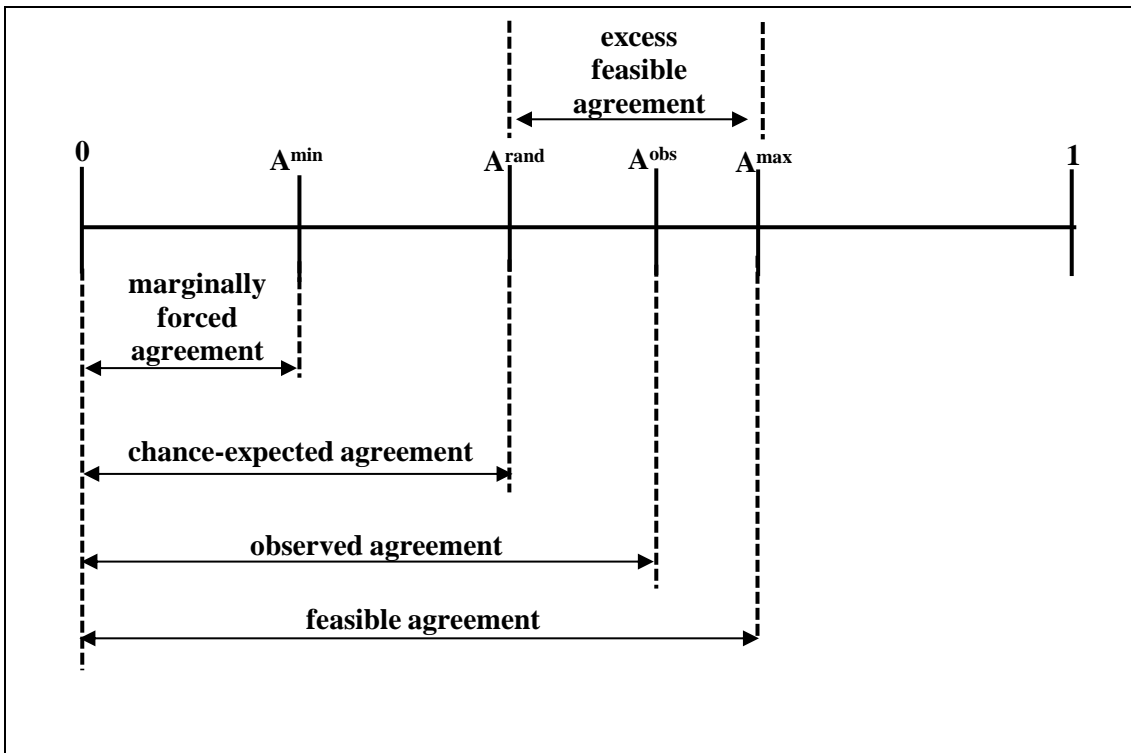 excess
feasible
agreement
0 A^min A^rand A^obs A^max 1
marginally
forced
agreement
chance-expected agreement
observed agreement
feasible agreement